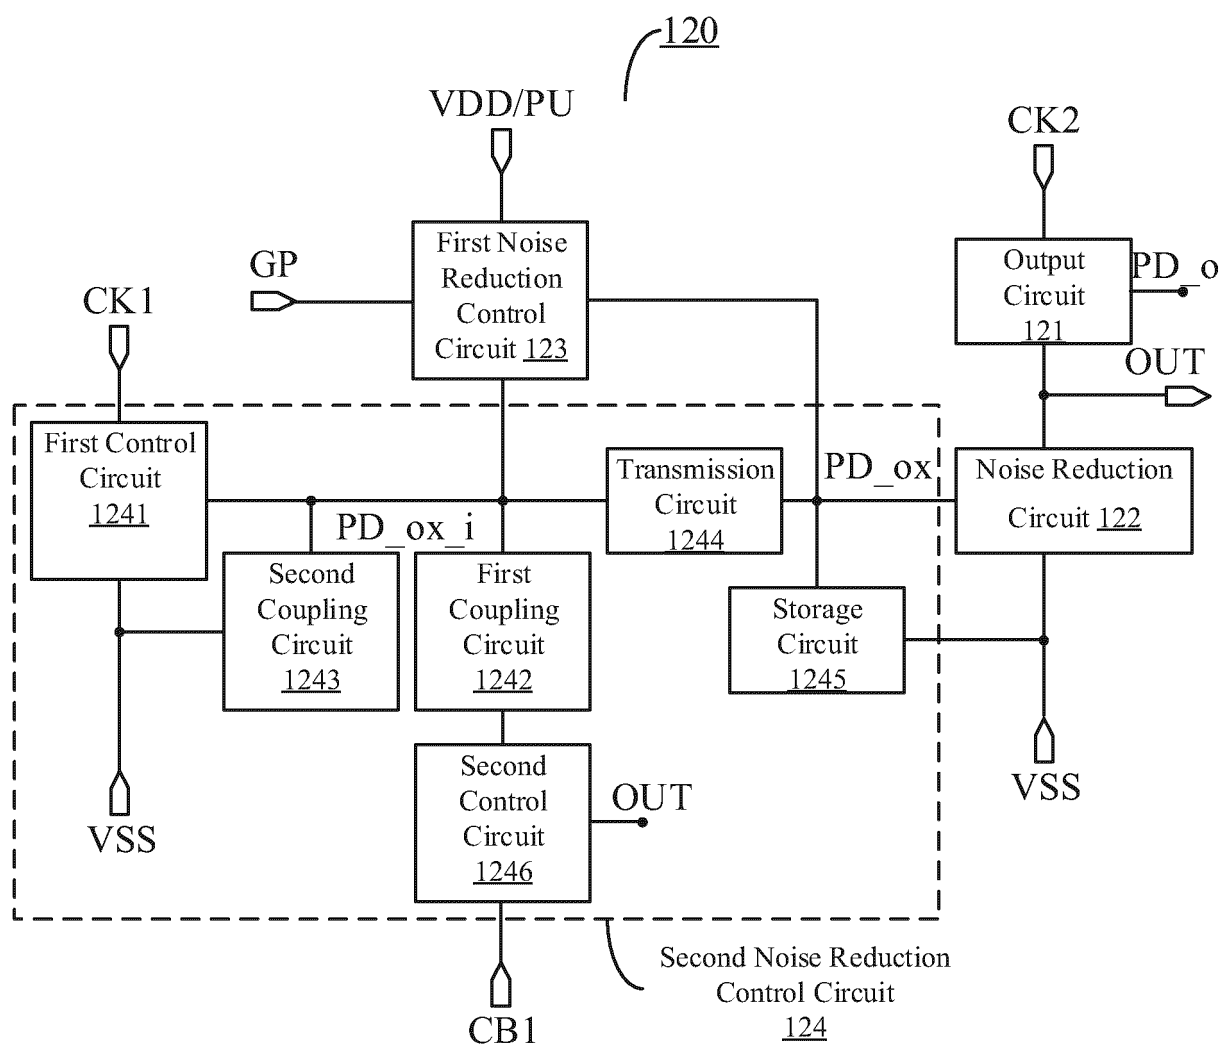 120
VDD/PU
CK2
GP
First Noise
Reduction
Control
Circuit 123
Output
Circuit
121
PD_o
CK1
OUT
First Control
Circuit
1241
Transmission
Circuit
1244
PD_ox
Noise Reduction
Circuit 122
PD_ox_i
Second
Coupling
Circuit
1243
First
Coupling
Circuit
1242
Storage
Circuit
1245
Second
Control
Circuit
1246
OUT
VSS
VSS
CB1
Second Noise Reduction
Control Circuit
124